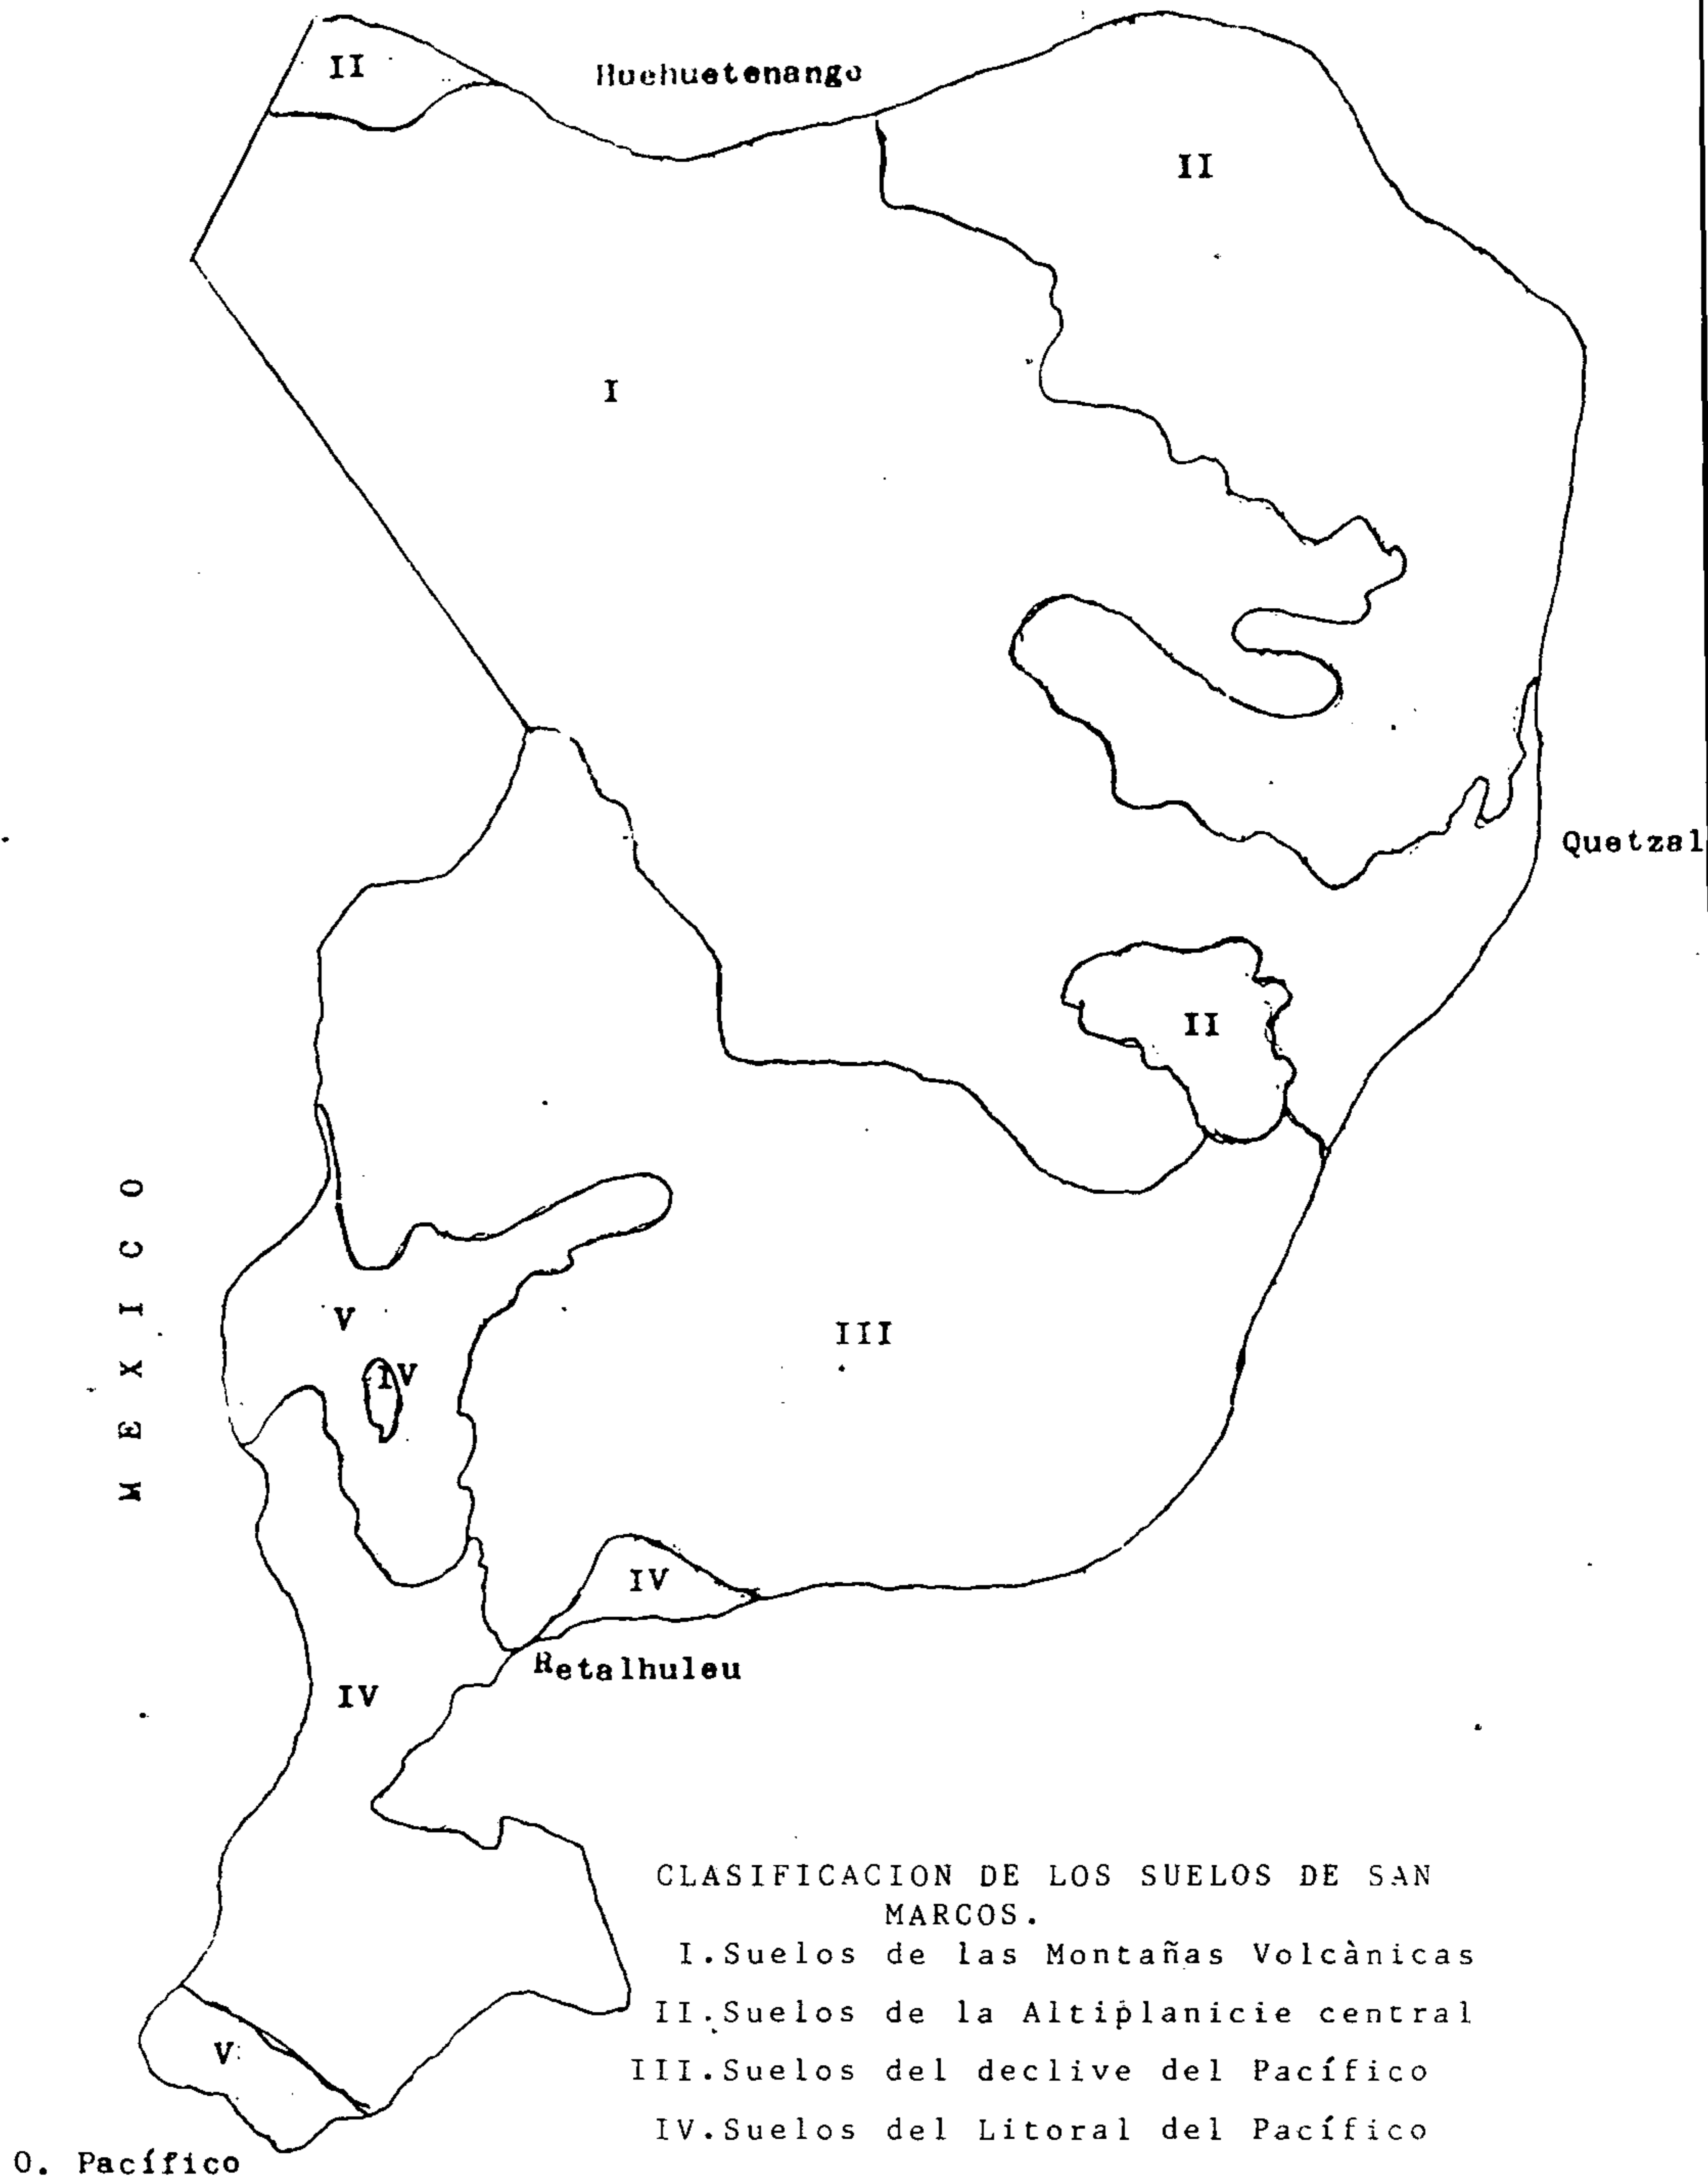 II
Huehuetenango
II
I
Quetzal
II
MEXICO
V
IV
III
IV
Retalhuleu
IV
CLASIFICACION DE LOS SUELOS DE SAN
MARCOS.
I.Suelos de las Montañas Volcànicas
II.Suelos de la Altiplanicie central
III.Suelos del declive del Pacífico
V
IV.Suelos del Litoral del Pacífico
O. Pacífico